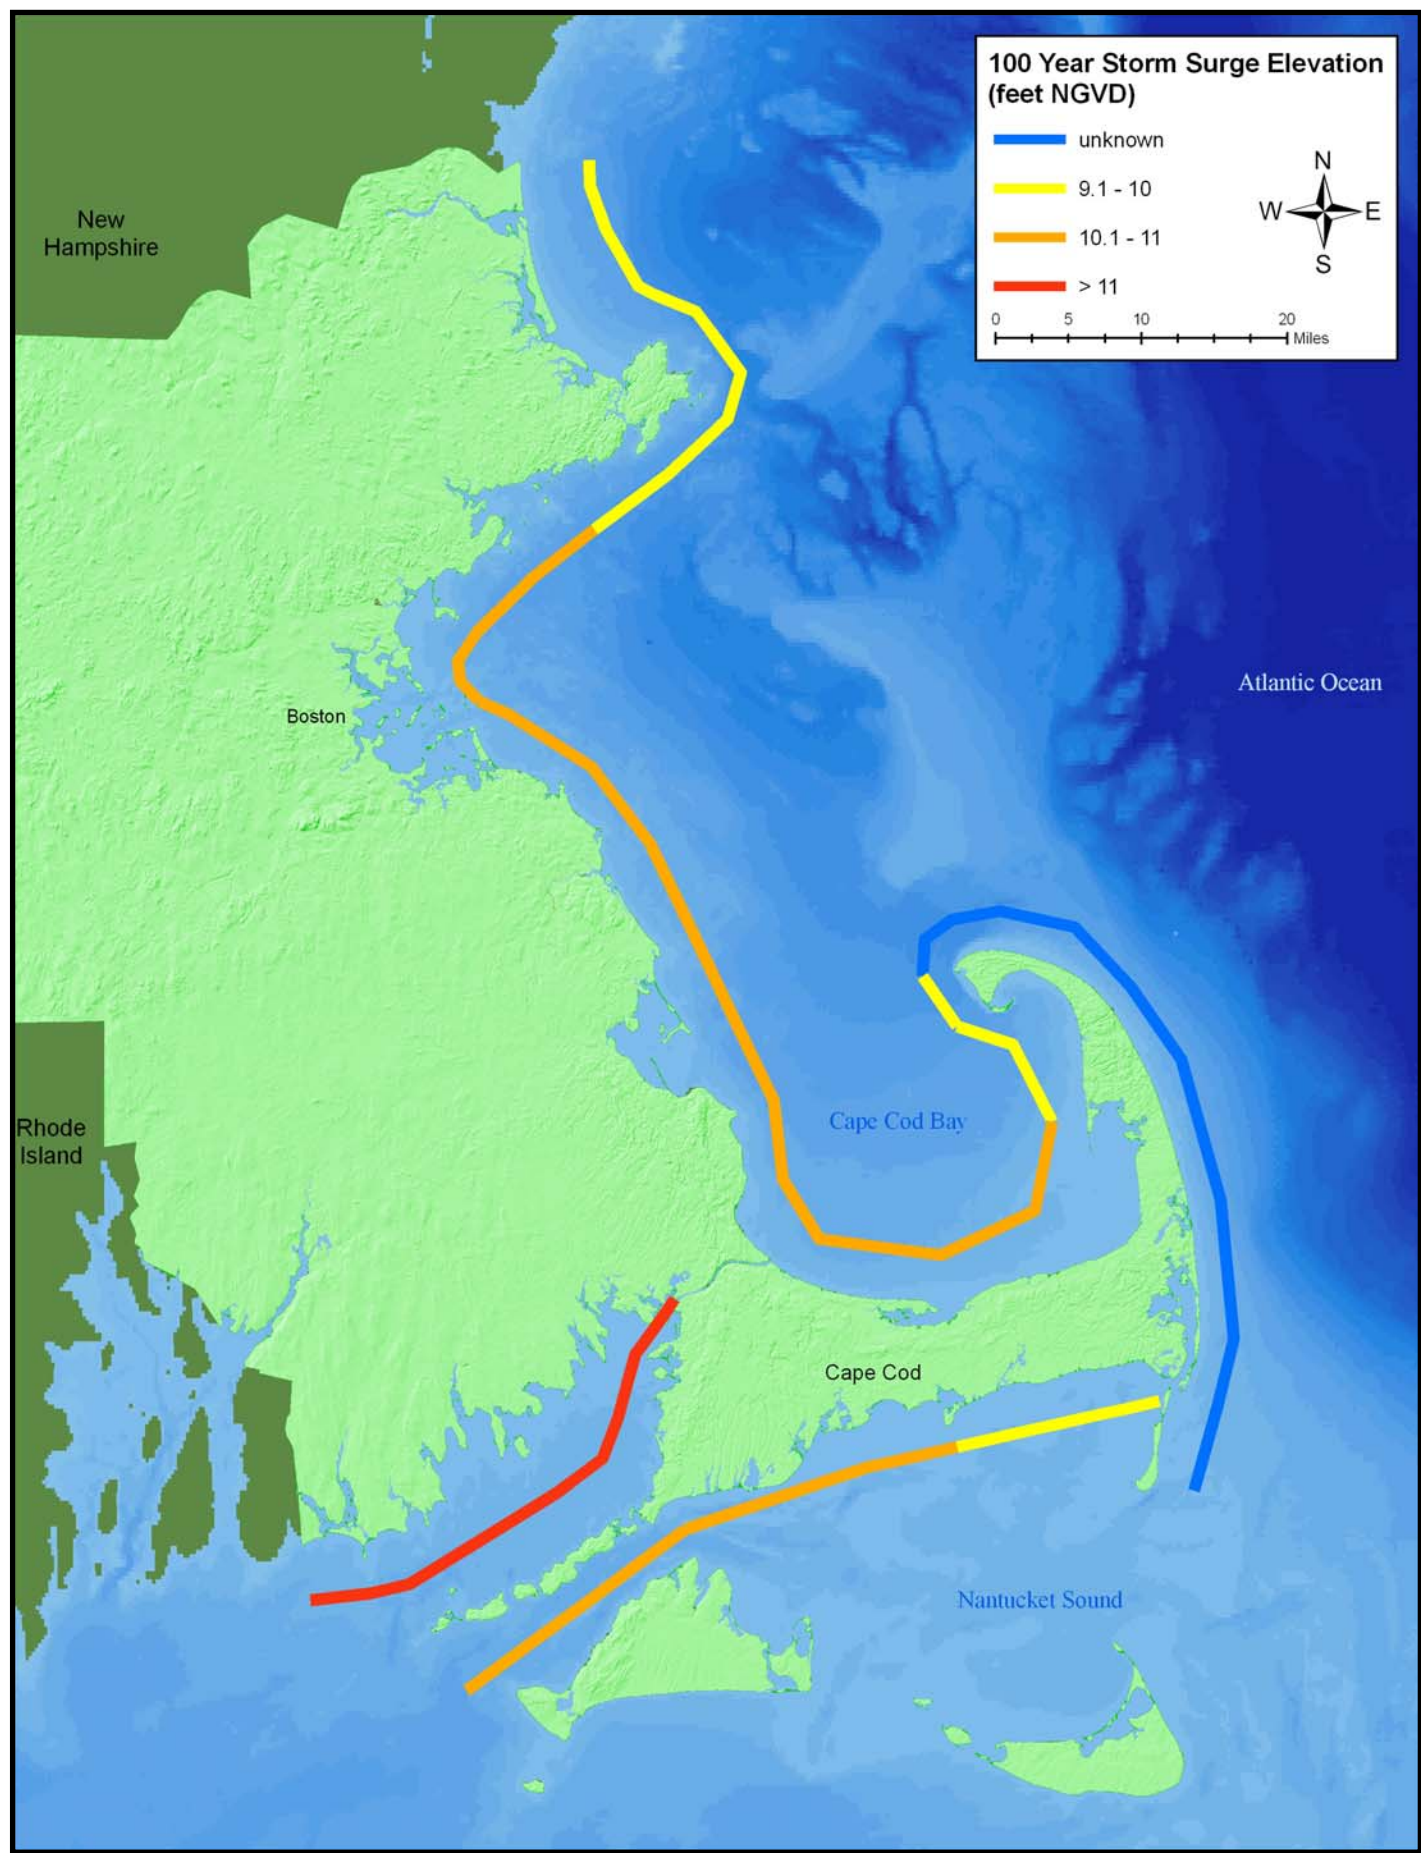 100 Year Storm Surge Elevation
(feet NGVD)
unknown
9.1 - 10
10.1 - 11
> 11
N
W E
S
0 5 10 20
Miles
New
Hampshire
Atlantic Ocean
Boston
Cape Cod Bay
Rhode
Island
Cape Cod
Nantucket Sound